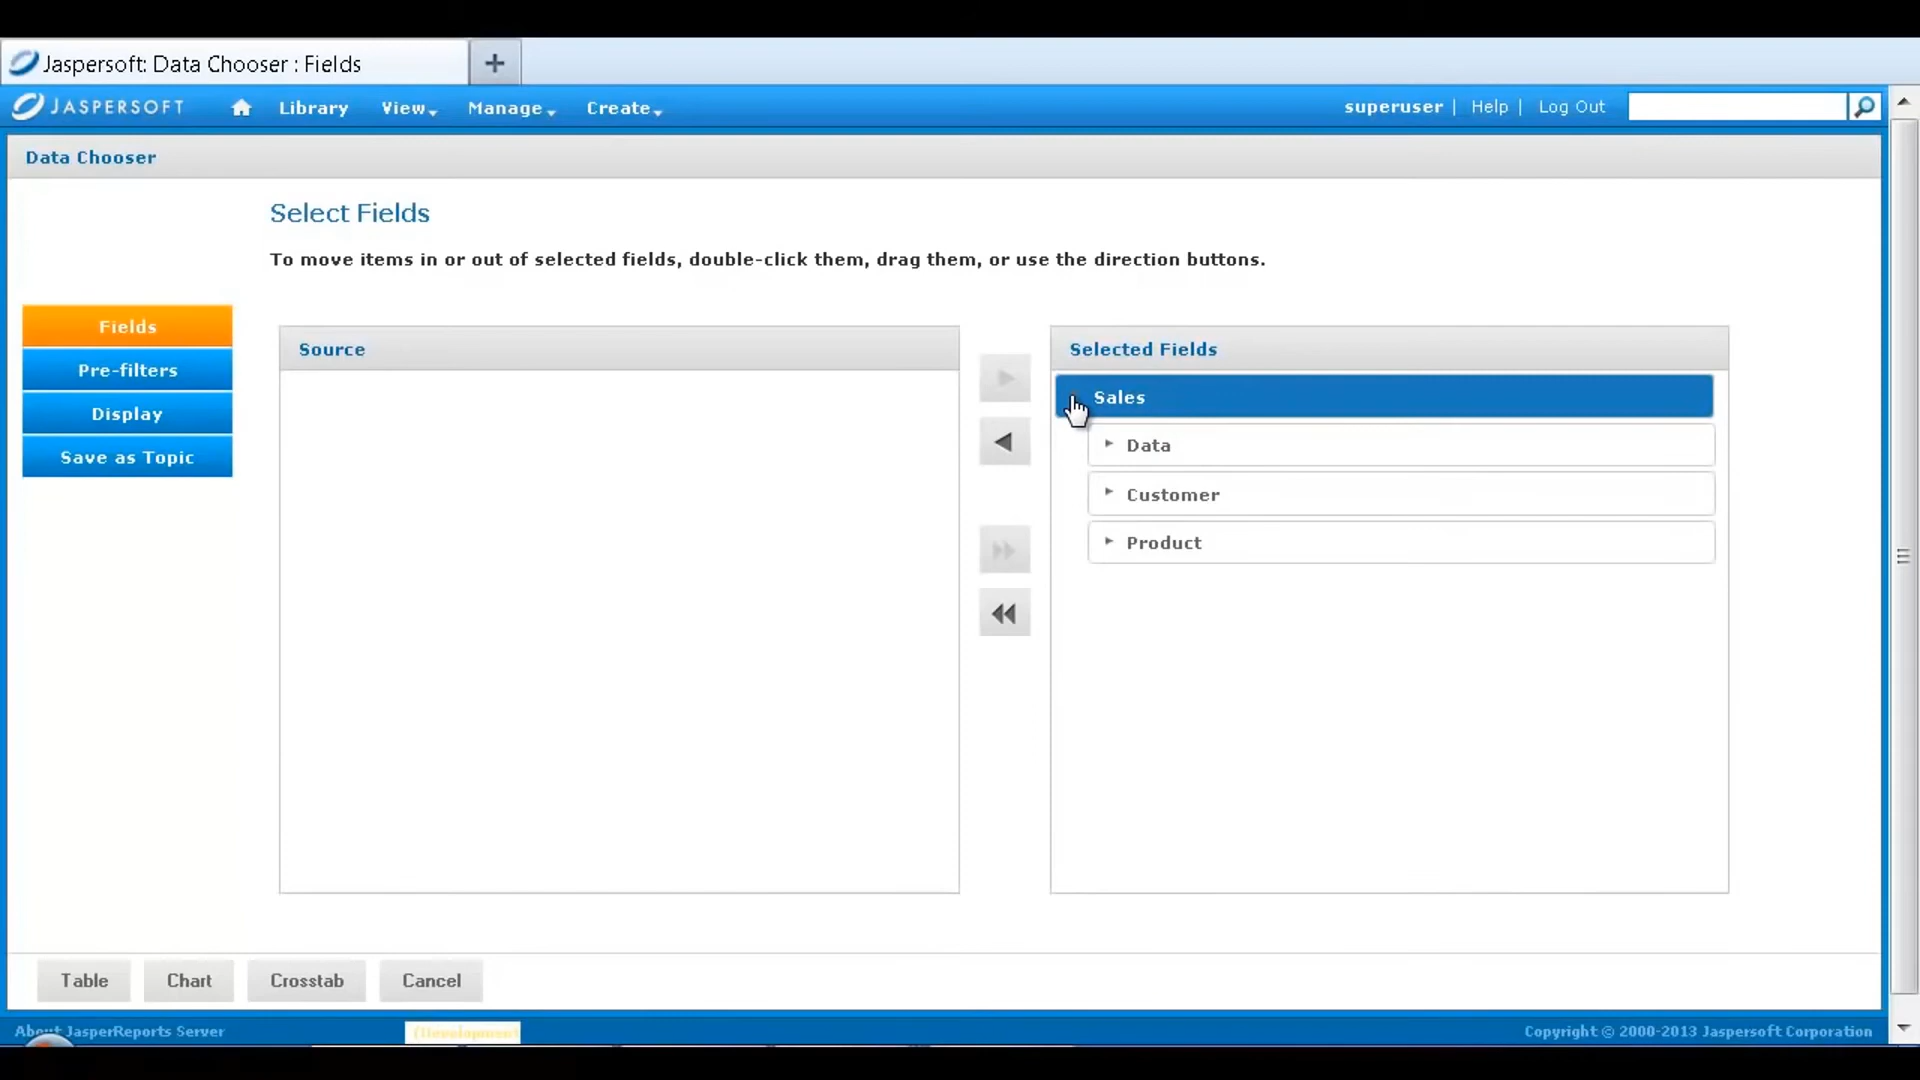 Jaspersoft: Data Chooser : Fields
JASPERSOFT Library View Manage Create superuser | Help | Log Out
Data Chooser
Select Fields
To move items in or out of selected fields, double-click them, drag them, or use the direction buttons.
Fields
Pre-filters
Display
Save as Topic
Source
Selected Fields
Sales
Data
Customer
Product
Table Chart Crosstab Cancel
About JasperReports Server (Development Copyright © 2000-2013 Jaspersoft Corporation